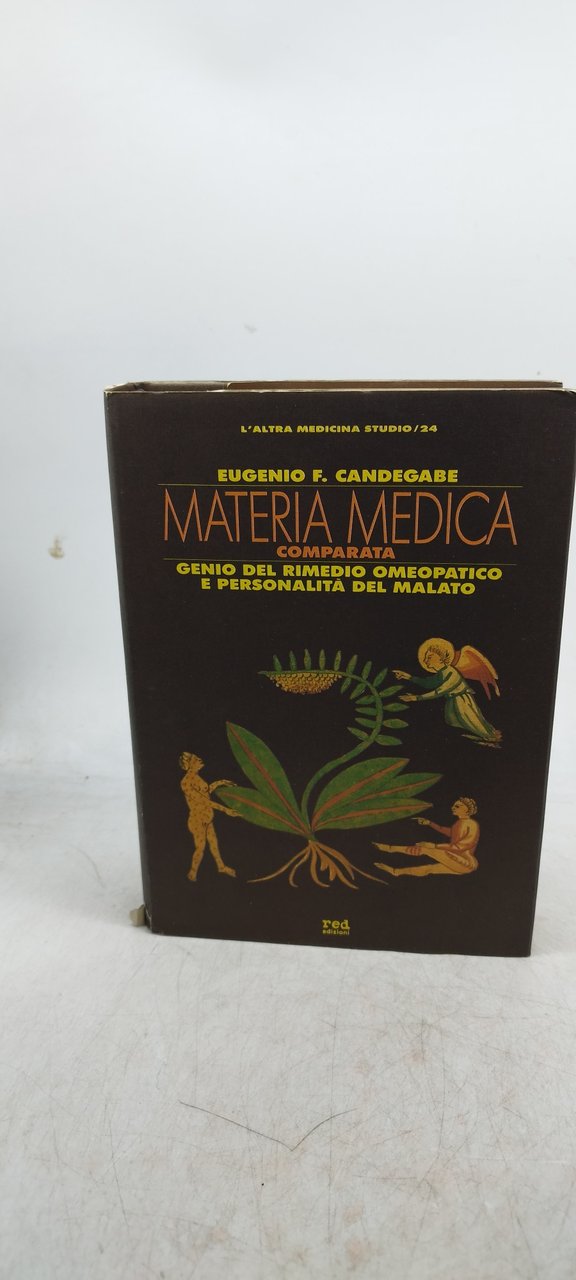 L'ALTRA MEDICINA STUDIO/24
EUGENIO F. CANDEGABE
MATERIA MEDICA
COMPARATA
GENIO DEL RIMEDIO OMEOPATICO
E PERSONALITÀ DEL MALATO
red
edizioni